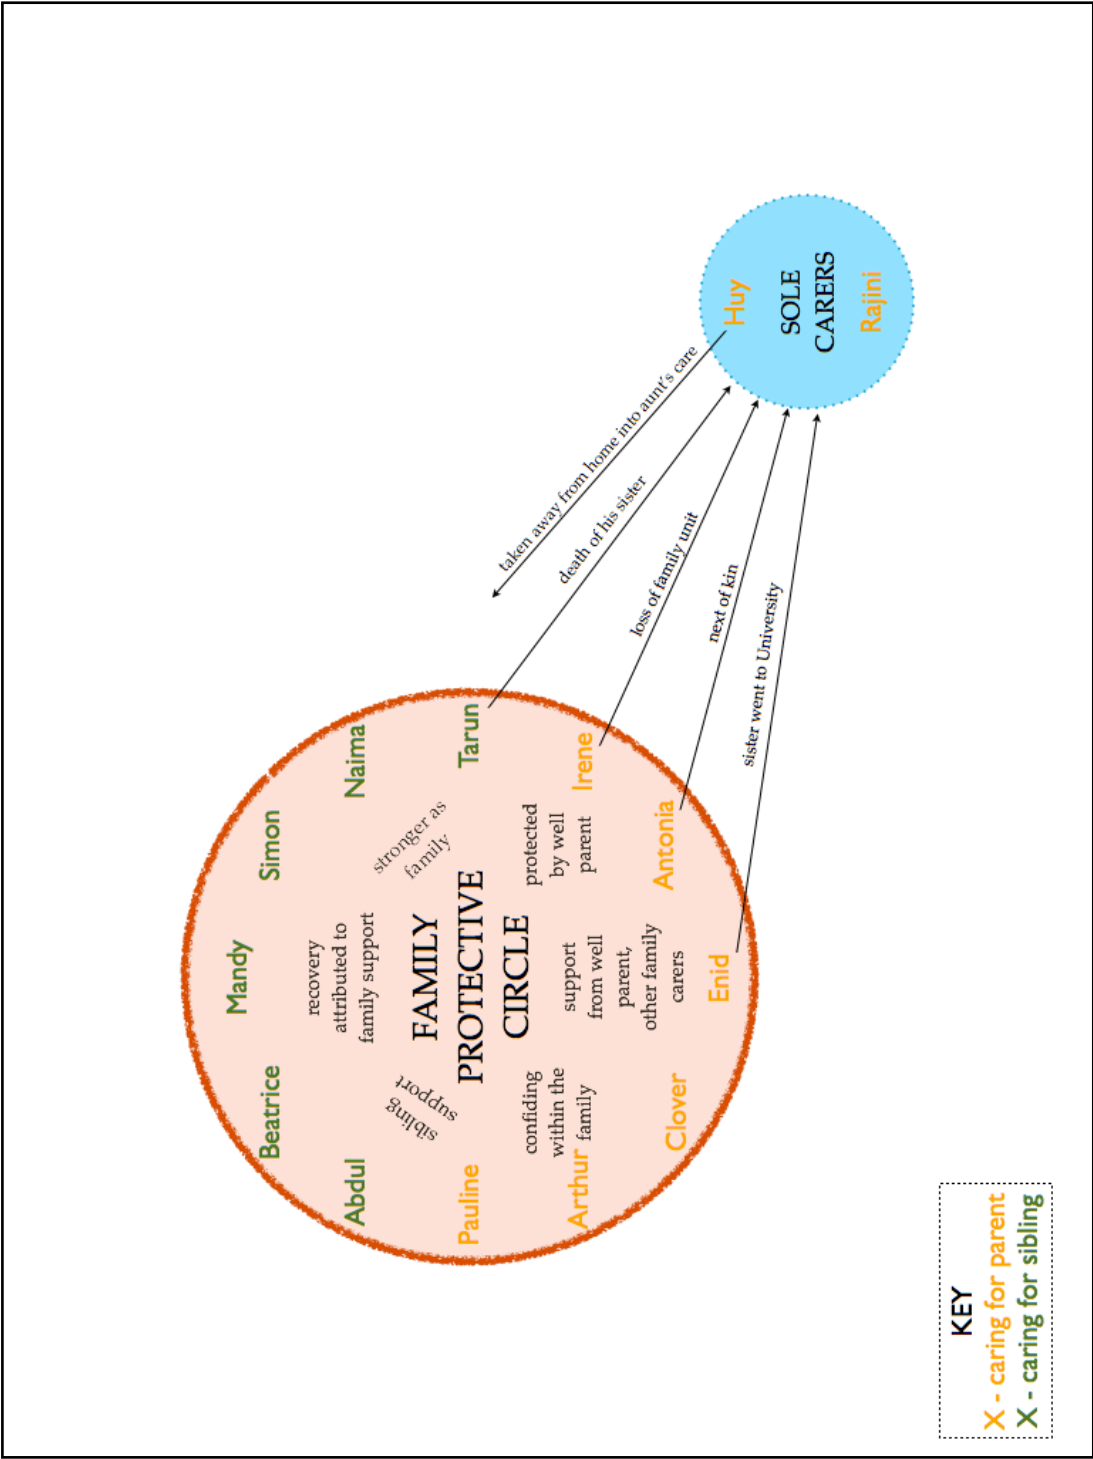 Mandy
Beatrice
Simon
Abdul
Naima
recovery
attributed to
family support
sibling
support
stronger as
family
FAMILY
PROTECTIVE
CIRCLE
Pauline
Tarun
confiding
within the
family
support
from well
parent,
other family
carers
protected
by well
parent
Arthur
Irene
Clover
Antonia
Enid
taken away from home into aunt's care
death of his sister
loss of family unit
next of kin
sister went to University
Huy
SOLE
CARERS
Rajini
KEY
X - caring for parent
X - caring for sibling